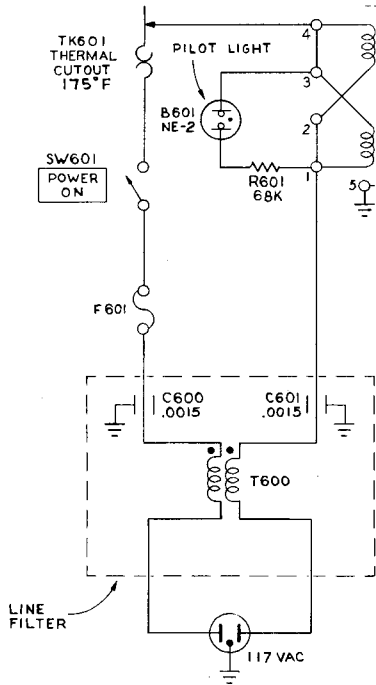 TK601
THERMAL
CUTOUT
175°F
PILOT LIGHT
4
3
B601
NE-2
2
SW601
POWER
ON
R601
68K
1
5
F601
C600
.0015
C601
.0015
T600
LINE
FILTER
117 VAC